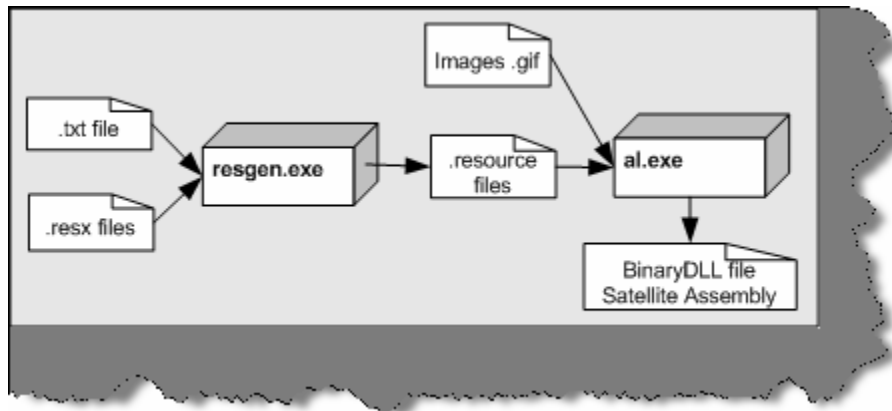 Images .gif
.txt file
resgen.exe
.resource
files
al.exe
.resx files
BinaryDLL file
Satellite Assembly